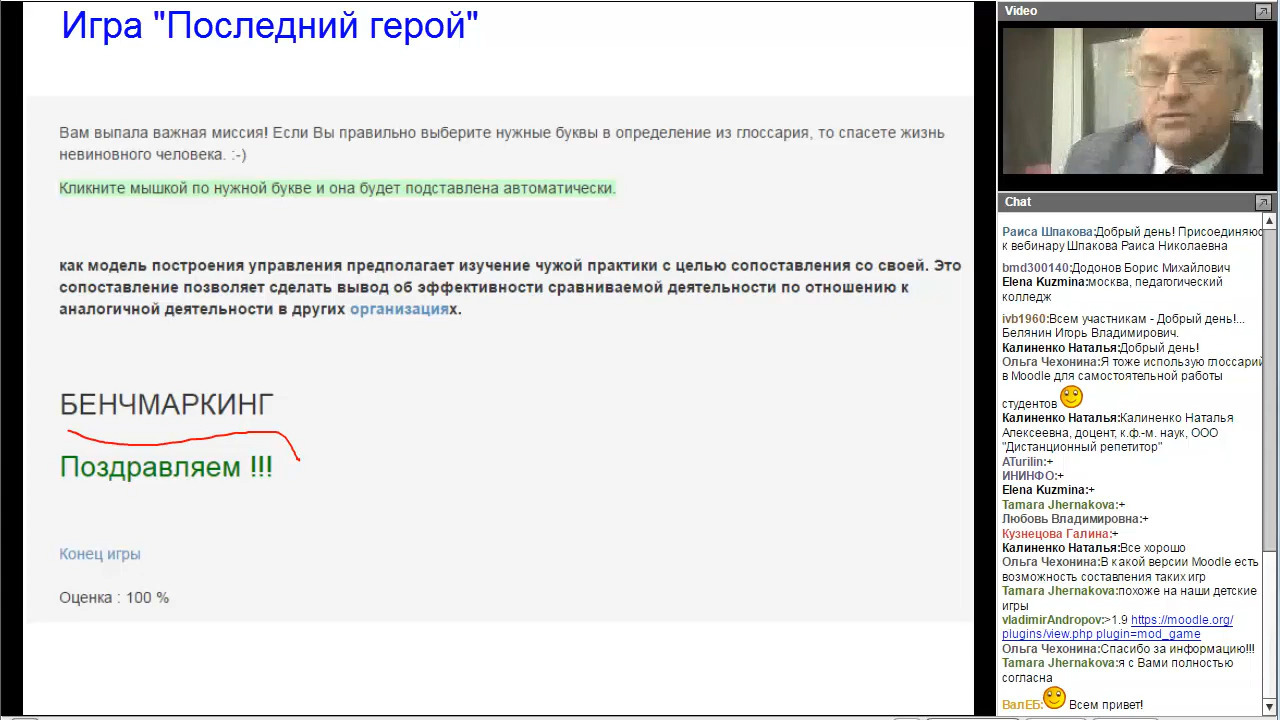 Игра "Последний герой"
Вам выпала важная миссия! Если Вы правильно выберите нужные буквы в определение из глоссария, то спасете жизнь
невиновного человека. :-)
Кликните мышкой по нужной букве и она будет подставлена автоматически.
как модель построения управления предполагает изучение чужой практики с целью сопоставления со своей. Это
сопоставление позволяет сделать вывод об эффективности сравниваемой деятельности по отношению к
аналогичной деятельности в других организациях.
БЕНЧМАРКИНГ
Поздравляем !!!
Конец игры
Оценка : 100 %
Video
Chat
Раиса Шпакова:Добрый день! Присоединяюс
к вебинару Шпакова Раиса Николаевна
bmd300140:Додонов Борис Михайлович
Elena Kuzmina:москва, педагогический
колледж
ivb1960:Всем участникам - Добрый день!...
Белянин Игорь Владимирович.
Калиненко Наталья:Добрый день!
Ольга Чехонина:Я тоже использую глоссарий
в Moodle для самостоятельной работы
студентов
Калиненко Наталья:Калиненко Наталья
Алексеевна, доцент, к.ф.-м. наук, ООО
"Дистанционный репетитор"
ATurilin:+
ИНИНФО:+
Elena Kuzmina:+
Tamara Jhernakova:+
Любовь Владимировна:+
Кузнецова Галина:+
Калиненко Наталья:Все хорошо
Ольга Чехонина:В какой версии Moodle есть
возможность составления таких игр
Tamara Jhernakova:похоже на наши детские
игры
vladimirAndropov:>1.9 https://moodle.org/
plugins/view.php plugin=mod_game
Ольга Чехонина:Спасибо за информацию!!!
Tamara Jhernakova:я с Вами полностью
согласна
ВалЕБ: Всем привет!